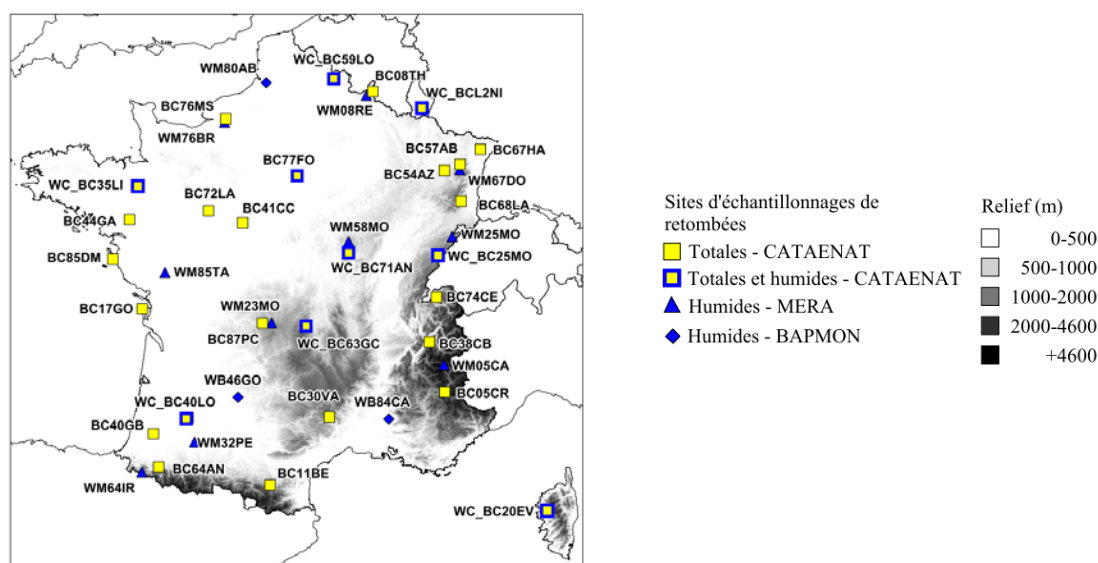 WC_BC59LO
WM80AB
BC08TH
WC_BCL2NI
BC76MS
WM08RE
WM76BR
BC57AB
BC67HA
BC77FO
BC54AZ
WM67DO
WC_BC35LI
BC72LA
BC68LA
BC41CC
BC44GA
WM58MO
WM25MO
BC85DM
WC_BC25MO
WM85TA
WC_BC71AN
BC74CE
BC17GO
WM23MO
BC87PC
WC_BC63GC
BC38CB
WM05CA
WB46GO
BC05CR
BC30VA
WB84CA
WC_BC40LO
BC40GB
WM32PE
BC64AN
BC11BE
WM64IR
WC_BC20EV
Sites d'échantillonnages de
retombées
Totales - CATAENAT
Totales et humides - CATAENAT
Humides - MERA
Humides - BAPMON
Relief (m)
0-500
500-1000
1000-2000
2000-4600
+4600